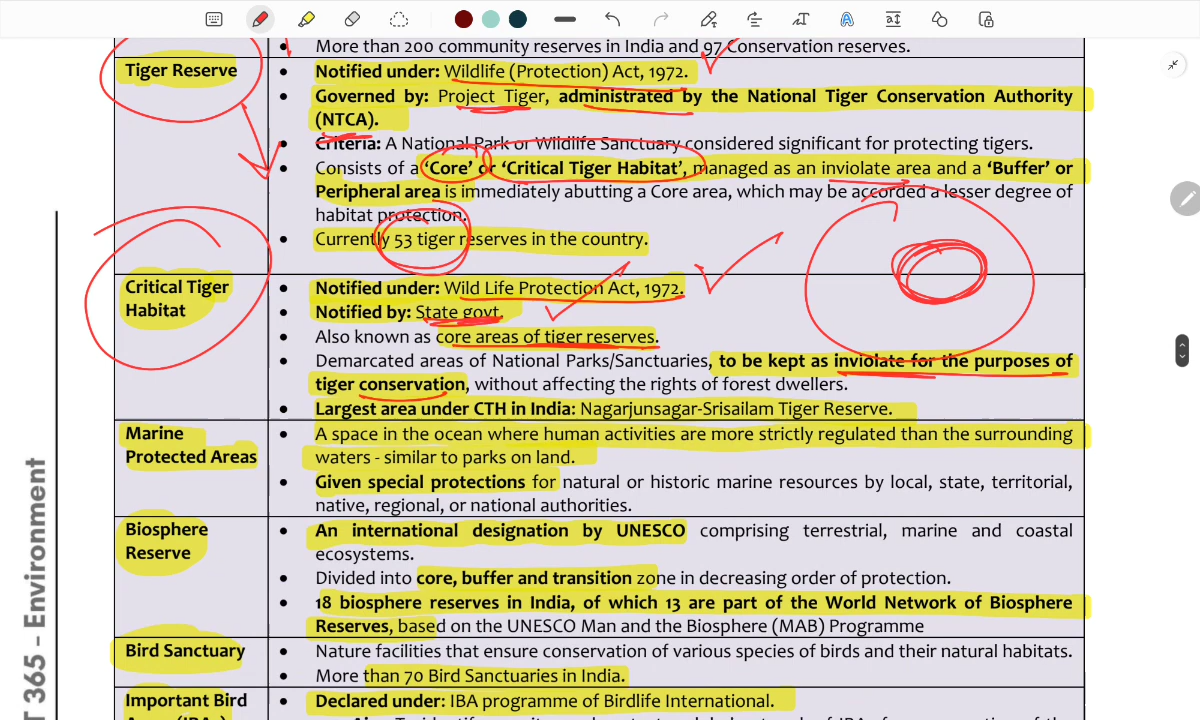 More than 200 community reserves in India and 97 Conservation reserves.
Tiger Reserve
Notified under: Wildlife (Protection) Act, 1972.
Governed by: Project Tiger, administrated by the National Tiger Conservation Authority
(NTCA).
Criteria: A National Park or Wildlife Sanctuary considered significant for protecting tigers.
Consists of a ‘Core’ or ‘Critical Tiger Habitat’, managed as an inviolate area and a ‘Buffer’ or
Peripheral area is immediately abutting a Core area, which may be accorded a lesser degree of
habitat protection.
Currently 53 tiger reserves in the country.
Critical Tiger
Habitat
Notified under: Wild Life Protection Act, 1972.
Notified by: State govt.
Also known as core areas of tiger reserves.
Demarcated areas of National Parks/Sanctuaries, to be kept as inviolate for the purposes of
tiger conservation, without affecting the rights of forest dwellers.
Largest area under CTH in India: Nagarjunsagar-Srisailam Tiger Reserve.
Marine
Protected Areas
A space in the ocean where human activities are more strictly regulated than the surrounding
waters - similar to parks on land.
Given special protections for natural or historic marine resources by local, state, territorial,
native, regional, or national authorities.
Biosphere
Reserve
An international designation by UNESCO comprising terrestrial, marine and coastal
ecosystems.
Divided into core, buffer and transition zone in decreasing order of protection.
18 biosphere reserves in India, of which 13 are part of the World Network of Biosphere
Reserves, based on the UNESCO Man and the Biosphere (MAB) Programme
Bird Sanctuary
Nature facilities that ensure conservation of various species of birds and their natural habitats.
More than 70 Bird Sanctuaries in India.
Important Bird
Declared under: IBA programme of Birdlife International.
T 365 - Environment